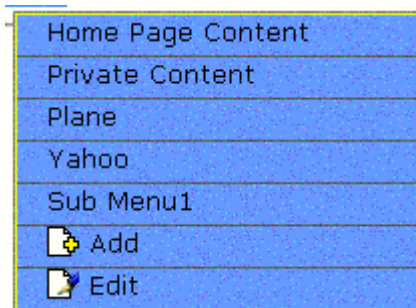 Home Page Content
Private Content
Plane
Yahoo
Sub Menu1
Add
Edit